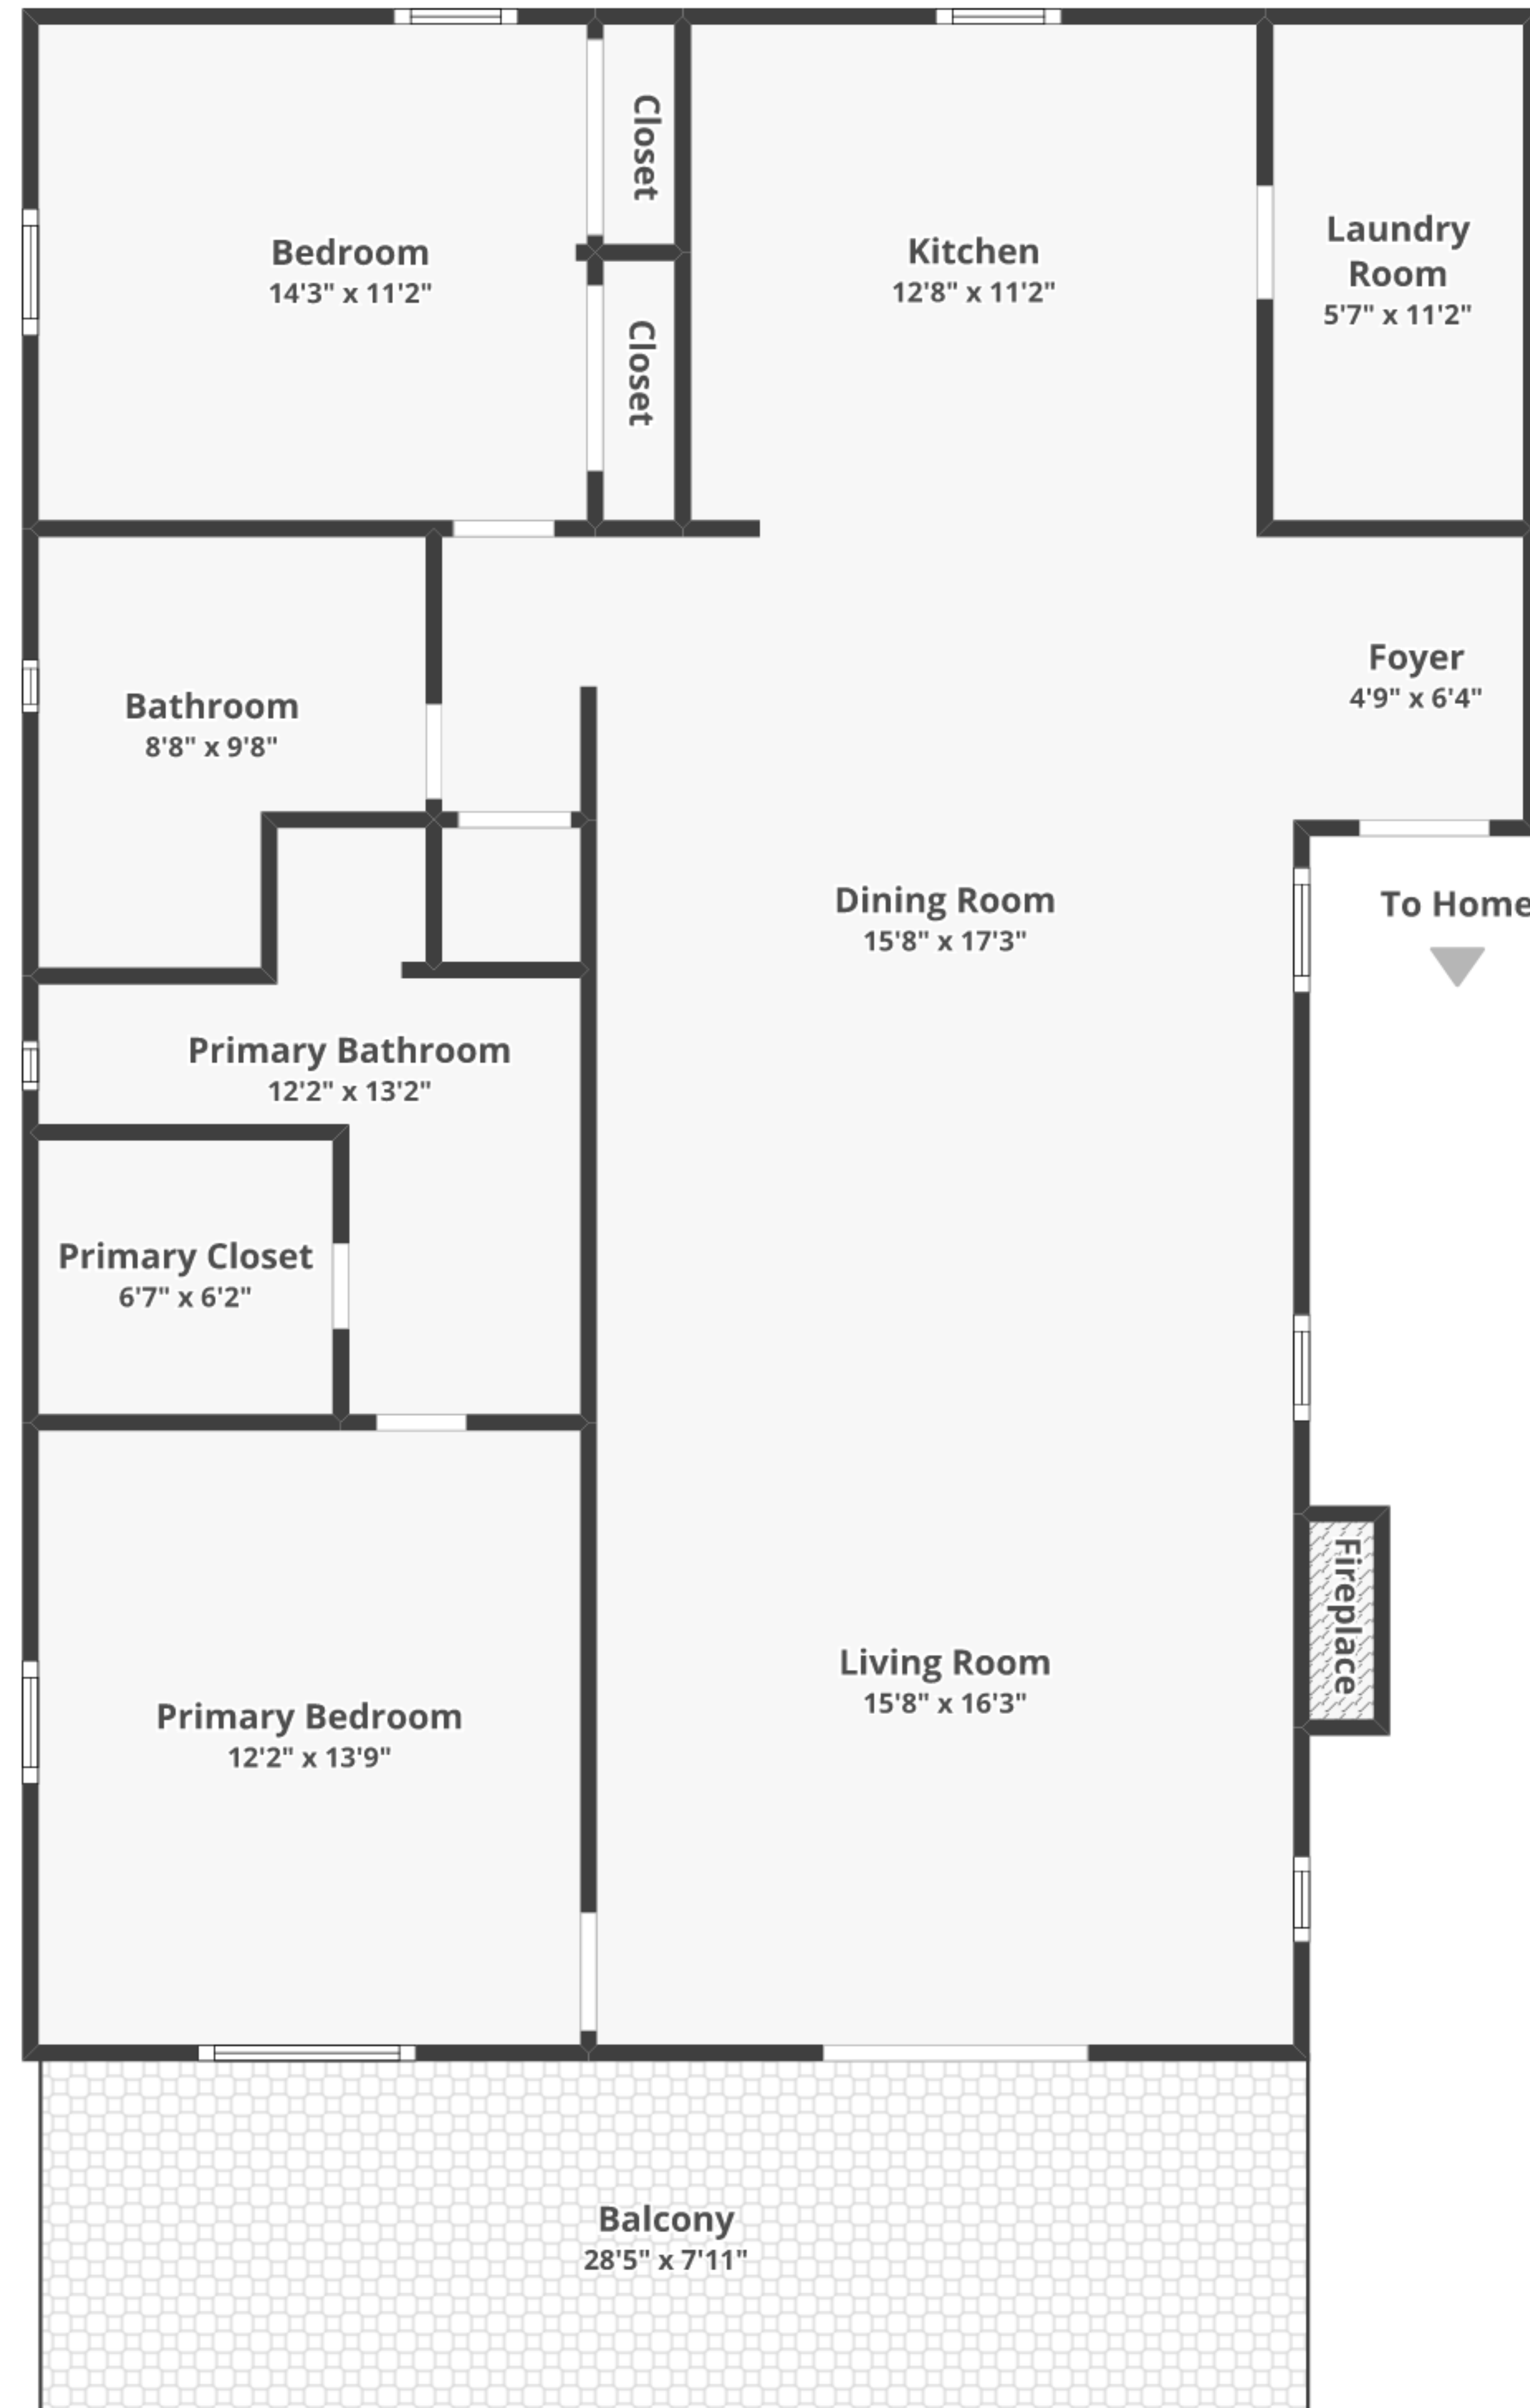 Bedroom
14'3" x 11'2"
Closet
Closet
Kitchen
12'8" x 11'2"
Laundry
Room
5'7" x 11'2"
Foyer
4'9" x 6'4"
Bathroom
8'8" x 9'8"
To Home
Dining Room
15'8" x 17'3"
Primary Bathroom
12'2" x 13'2"
Primary Closet
6'7" x 6'2"
Fireplace
Living Room
15'8" x 16'3"
Primary Bedroom
12'2" x 13'9"
Balcony
28'5" x 7'11"